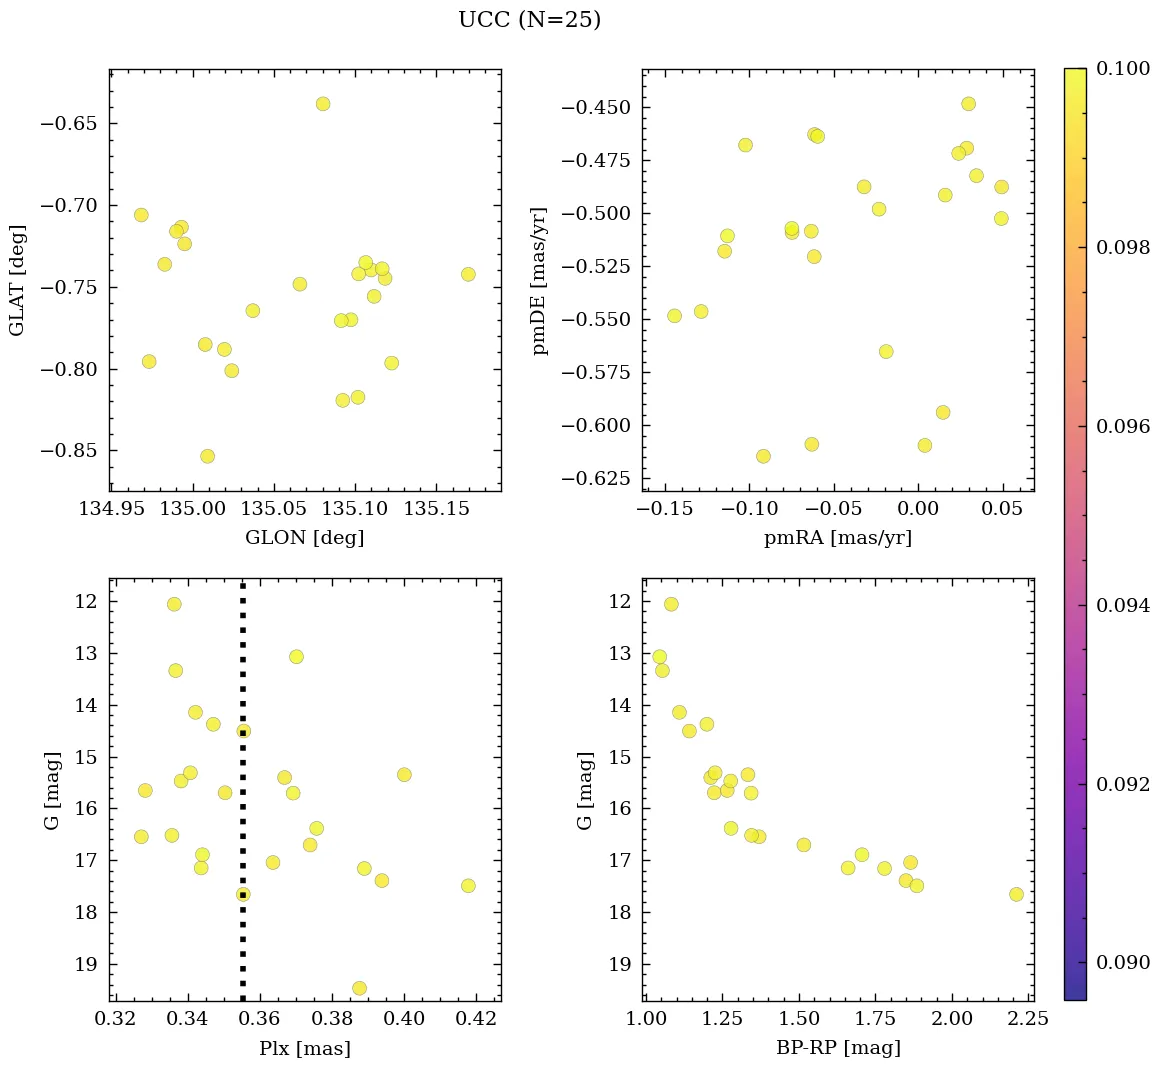 UCC (N=25)
−0.65
−0.70
−0.75
−0.80
−0.85
GLAT [deg]
134.95 135.00 135.05 135.10 135.15
GLON [deg]
−0.450
−0.475
−0.500
−0.525
−0.550
−0.575
−0.600
−0.625
pmDE [mas/yr]
−0.15 −0.10 −0.05 0.00 0.05
pmRA [mas/yr]
12
13
14
15
16
17
18
19
G [mag]
0.32 0.34 0.36 0.38 0.40 0.42
Plx [mas]
12
13
14
15
16
17
18
19
G [mag]
1.00 1.25 1.50 1.75 2.00 2.25
BP-RP [mag]
0.100
0.098
0.096
0.094
0.092
0.090